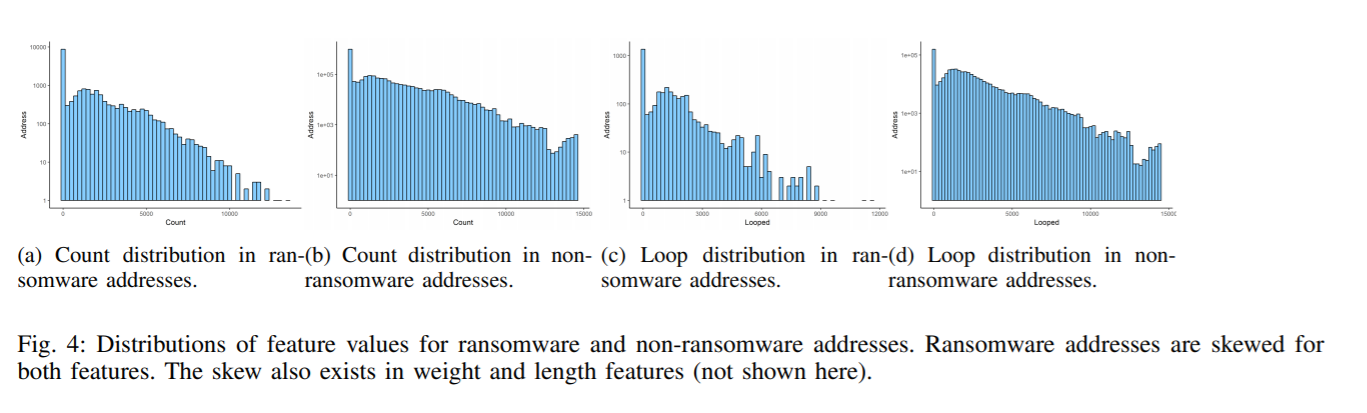 10000
1000
100
10
1
Address
0
5000
10000
Count
1e+05
1e+03
1e+01
Address
0
5000
10000
15000
Count
1000
100
10
1
Address
0
3000
6000
9000
12000
Looped
1e+05
1e+03
1e+01
Address
0
5000
10000
15000
Looped
(a) Count distribution in ran-
somware addresses.
(b) Count distribution in non-
ransomware addresses.
(c) Loop distribution in ran-
somware addresses.
(d) Loop distribution in non-
ransomware addresses.
Fig. 4: Distributions of feature values for ransomware and non-ransomware addresses. Ransomware addresses are skewed for
both features. The skew also exists in weight and length features (not shown here).